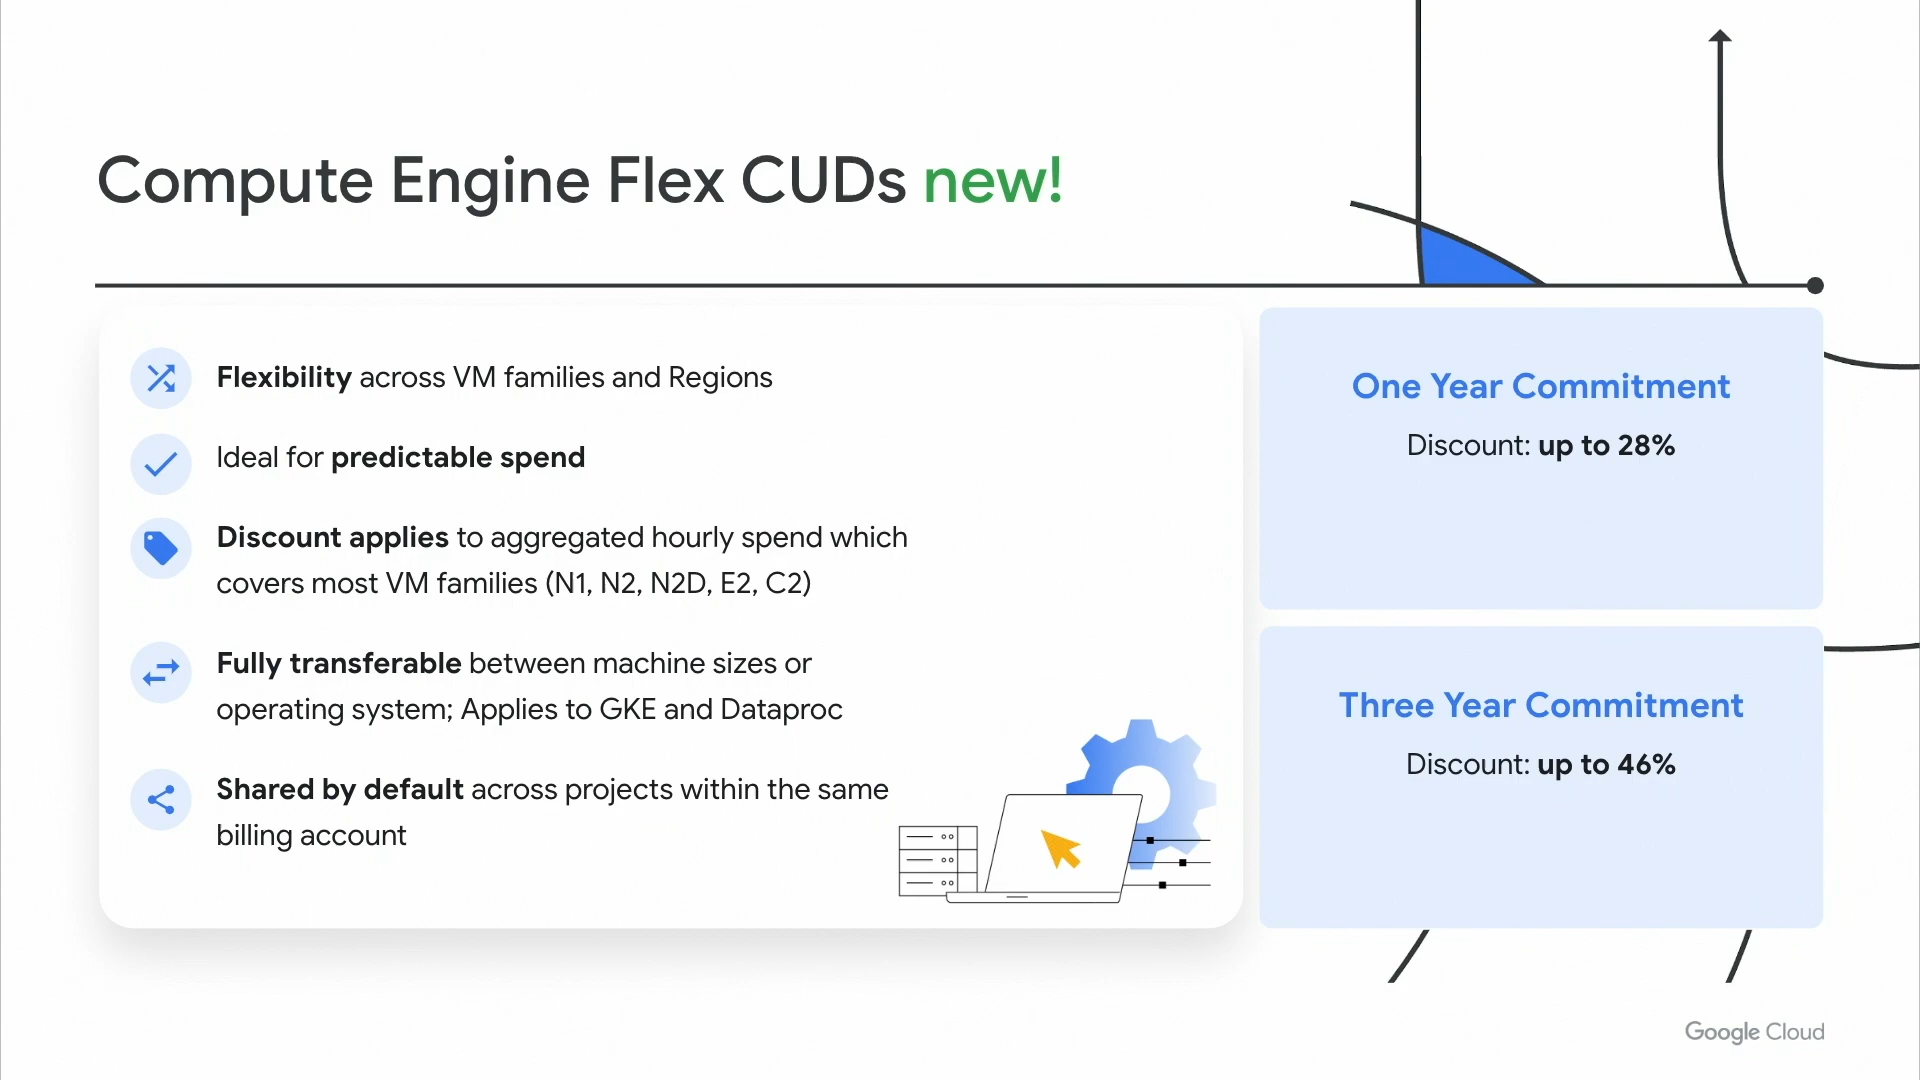 Compute Engine Flex CUDs new!
Flexibility across VM families and Regions
Ideal for predictable spend
Discount applies to aggregated hourly spend which
covers most VM families (N1, N2, N2D, E2, C2)
Fully transferable between machine sizes or
operating system; Applies to GKE and Dataproc
Shared by default across projects within the same
billing account
One Year Commitment
Discount: up to 28%
Three Year Commitment
Discount: up to 46%
Google Cloud